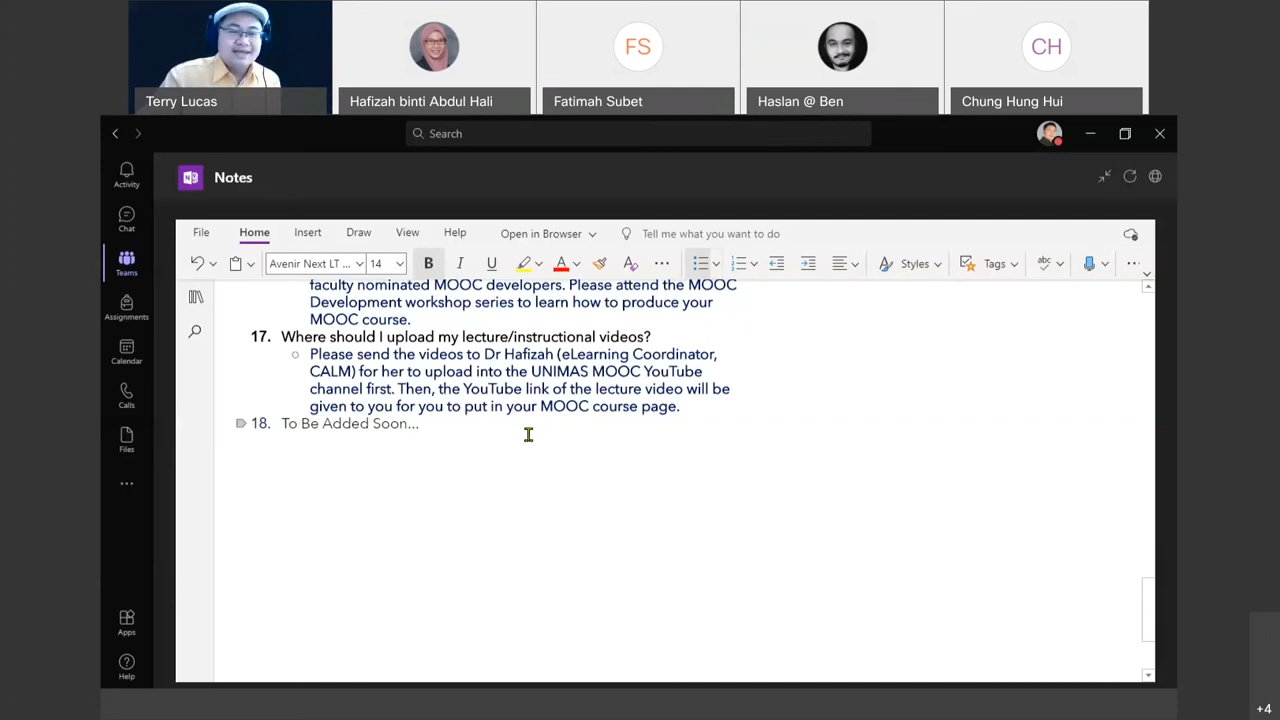 FS
CH
Terry Lucas
Hafizah binti Abdul Hali
Fatimah Subet
Haslan @ Ben
Chung Hung Hui
Search
Activity
Chat
Teams
Assignments
Calendar
Calls
Files
Apps
Help
Notes
File Home Insert Draw View Help Open in Browser Tell me what you want to do
Avenir Next LT ... 14 B I U A A Styles Tags abc
faculty nominated MOOC developers. Please attend the MOOC
Development workshop series to learn how to produce your
MOOC course.
17. Where should I upload my lecture/instructional videos?
Please send the videos to Dr Hafizah (eLearning Coordinator,
CALM) for her to upload into the UNIMAS MOOC YouTube
channel first. Then, the YouTube link of the lecture video will be
given to you for you to put in your MOOC course page.
18. To Be Added Soon...
+4